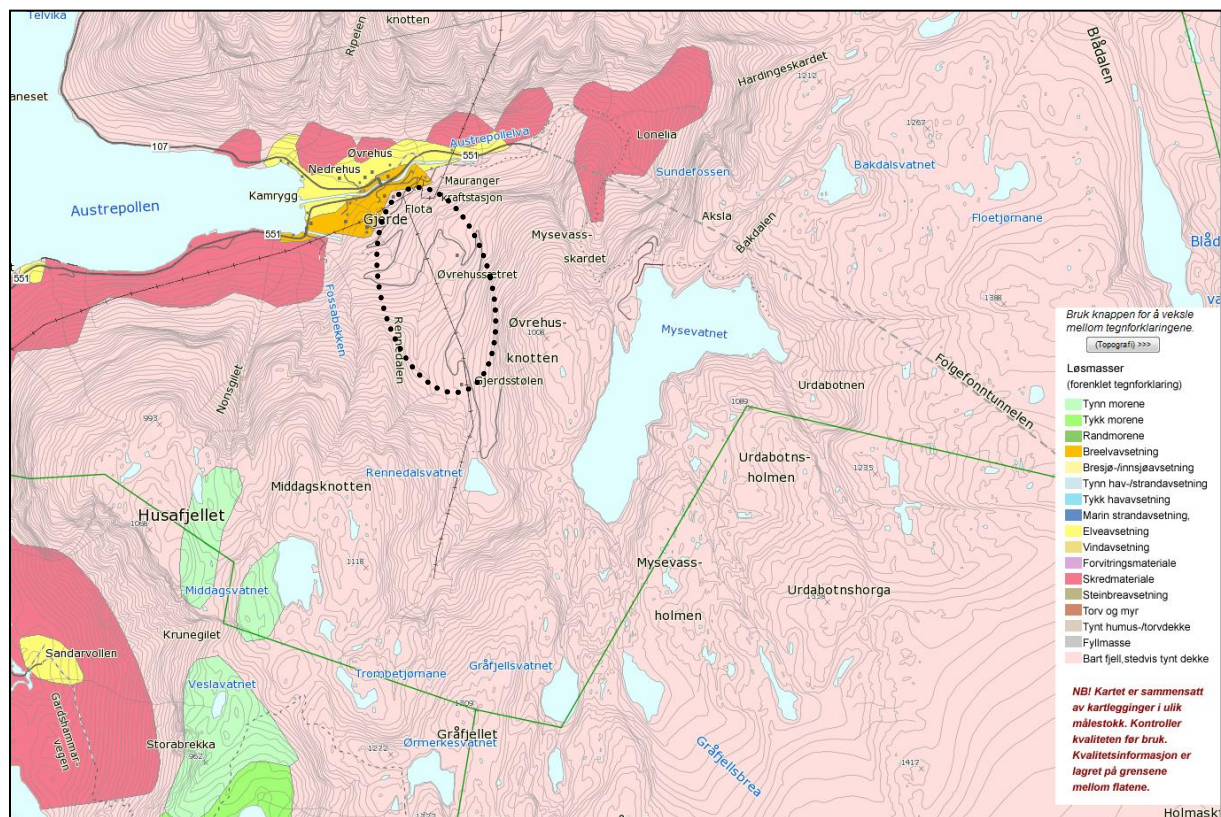 Telvika
knotten
Ripelen
Blådalen
Hardingeskardet
1212
aneset
1267
Austrepollelva
Lonelia
107
551
Øvrehus
Nedrehus
Bakdalsvatnet
Sundefossen
Mauranger
kraftstasjon
Kamrygg
Austrepollen
Flota
Gjerde
Aksla
Floetjørnane
Bakdalen
551
Mysevass-
skardet
Blåd
551
Øvrehussætret
va
Fossabekken
Rennedalen
Øvrehus-
1008
knotten
Mysevatnet
Nonsgilet
Gjerdsstølen
Urdabotnen
Folgefonntunnelen
993
1089
Rennedalsvatnet
Urdabotns-
holmen
1235
Middagsknotten
Husafjellet
1118
Mysevass-
holmen
Urdabotnshorga
Middagsvatnet
Krunegilet
Sandarvollen
Gråfjellsvatnet
Trombetjørnane
Veslavatnet
Gardshammar-
vegen
Gråfjellet
Storabrekka
962
1272
Ørmerkesvatnet
Gråfjellsbrea
1417
Holmaskj
Bruk knappen for å veksle
mellom tegnforklaringene.
(Topografi) >>>
Løsmasser
(forenklet tegnforklaring)
Tynn morene
Tykk morene
Randmorene
Breelvavsetning
Bresjø-/innsjøavsetning
Tynn hav-/strandavsetning
Tykk havavsetning
Marin strandavsetning,
Elveavsetning
Vindavsetning
Forvitringsmateriale
Skredmateriale
Steinbreavsetning
Torv og myr
Tynt humus-/torvdekke
Fyllmasse
Bart fjell,stedvis tynt dekke
NB! Kartet er sammensatt
av kartlegginger i ulik
målestokk. Kontroller
kvaliteten før bruk.
Kvalitetsinformasjon er
lagret på grensene
mellom flatene.